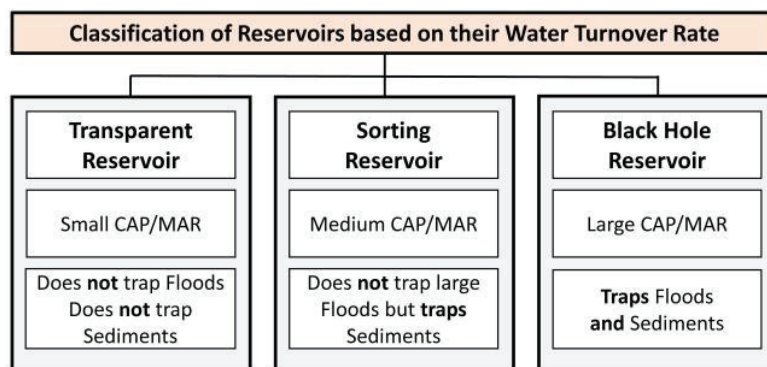 Classification of Reservoirs based on their Water Turnover Rate
Transparent
Reservoir
Small CAP/MAR
Does not trap Floods
Does not trap
Sediments
Sorting
Reservoir
Medium CAP/MAR
Does not trap large
Floods but traps
Sediments
Black Hole
Reservoir
Large CAP/MAR
Traps Floods
and Sediments